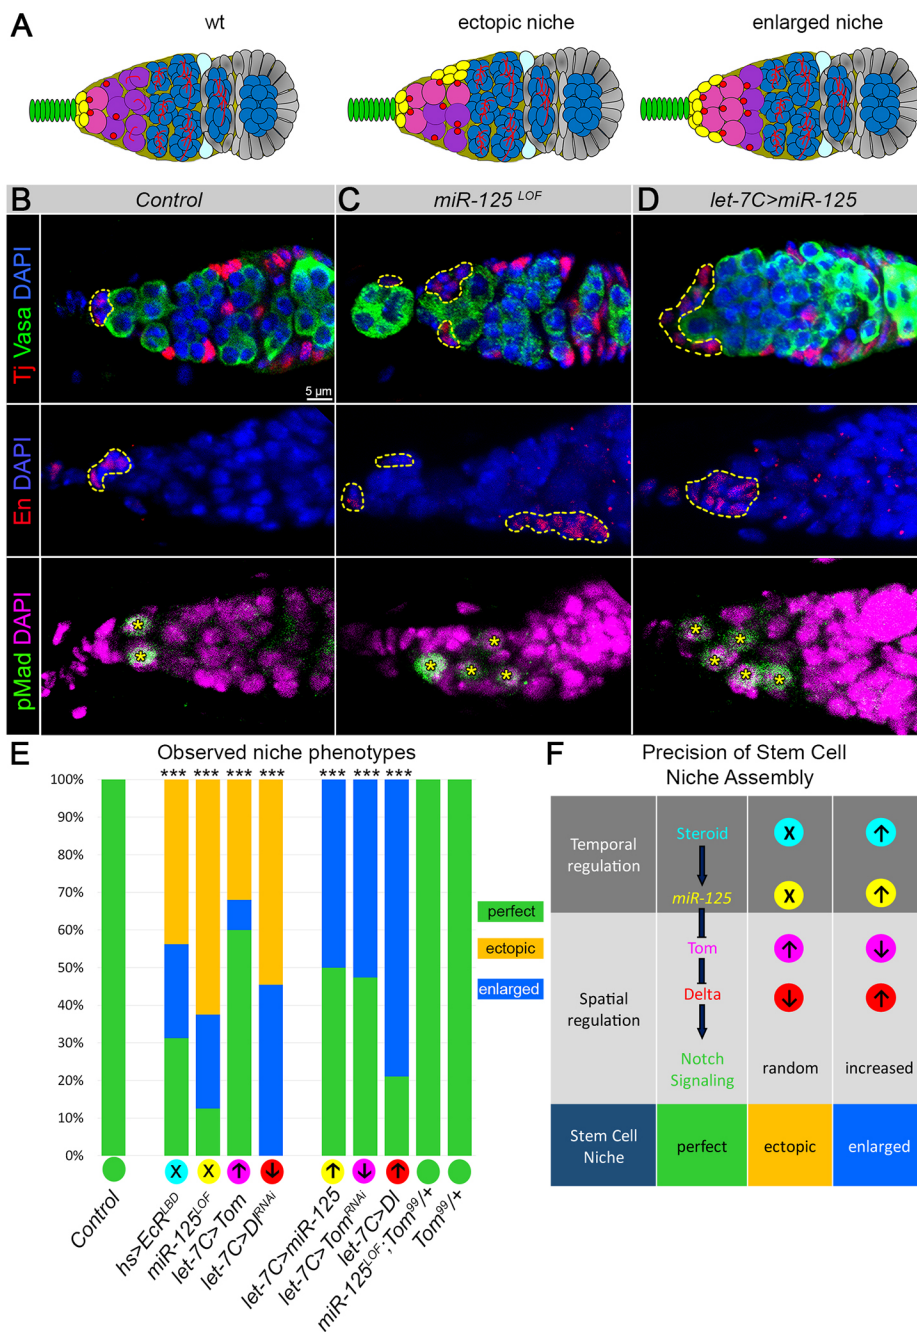 A
wt
ectopic niche
enlarged niche
B
Control
C
miR-125 LOF
D
let-7C>miR-125
Tj Vasa DAPI
5 µm
En DAPI
pMad DAPI
* *
* * * *
* * * * *
E
Observed niche phenotypes
*** *** *** *** *** *** ***
100%
90%
80%
70%
60%
50%
40%
30%
20%
10%
0%
perfect
ectopic
enlarged
X X ↑ ↓ ↑ ↓ ↑
Control
hs>EcR^LBD
miR-125^LOF
let-7C>Tom
let-7C>Dl^RNAi
let-7C>miR-125
let-7C>Tom^RNAi
let-7C>Dl
miR-125^LOF; Tom^99/+
Tom^99/+
F
Precision of Stem Cell
Niche Assembly
Temporal
regulation
Steroid
X ↑
miR-125
X ↑
Spatial
regulation
Tom
↑ ↓
Delta
↓ ↑
Notch
Signaling
random
increased
Stem Cell
Niche
perfect
ectopic
enlarged